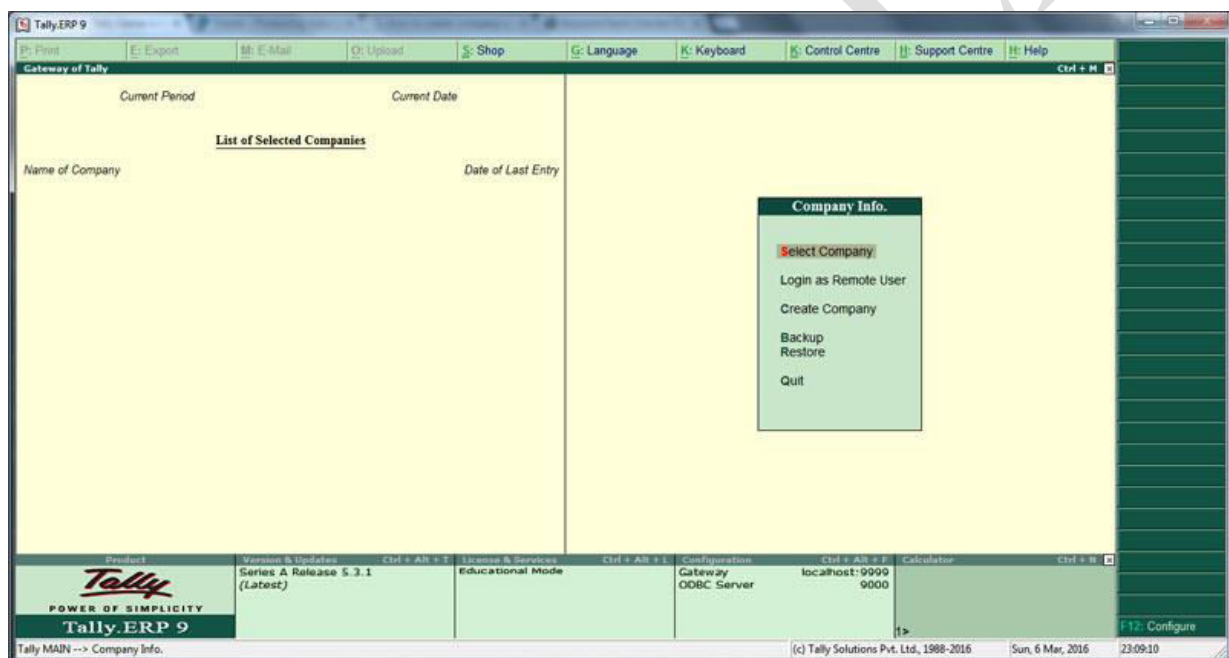 Tally.ERP 9
P: Print E: Export M: E-Mail O: Upload S: Shop G: Language K: Keyboard K: Control Centre H: Support Centre H: Help
Gateway of Tally Ctrl + M
Current Period Current Date
List of Selected Companies
Name of Company Date of Last Entry
Company Info.
Select Company
Login as Remote User
Create Company
Backup
Restore
Quit
Product Version & Updates Ctrl + Alt + T License & Services Ctrl + Alt + L Configuration Ctrl + Alt + F Calculator Ctrl + N
Tally
POWER OF SIMPLICITY
Tally.ERP 9
Series A Release 5.3.1
(Latest)
Educational Mode
Gateway localhost:9999
ODBC Server 9000
1>
F12: Configure
Tally MAIN --> Company Info. (c) Tally Solutions Pvt. Ltd., 1988-2016 Sun, 6 Mar, 2016 23:09:10